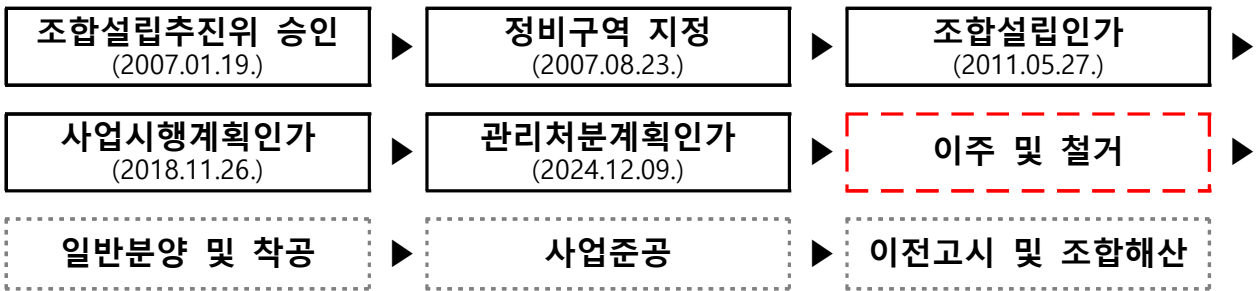 조합설립추진위 승인
(2007.01.19.)
▶
정비구역 지정
(2007.08.23.)
▶
조합설립인가
(2011.05.27.)
▶
사업시행계획인가
(2018.11.26.)
▶
관리처분계획인가
(2024.12.09.)
▶
이주 및 철거
▶
일반분양 및 착공
▶
사업준공
▶
이전고시 및 조합해산